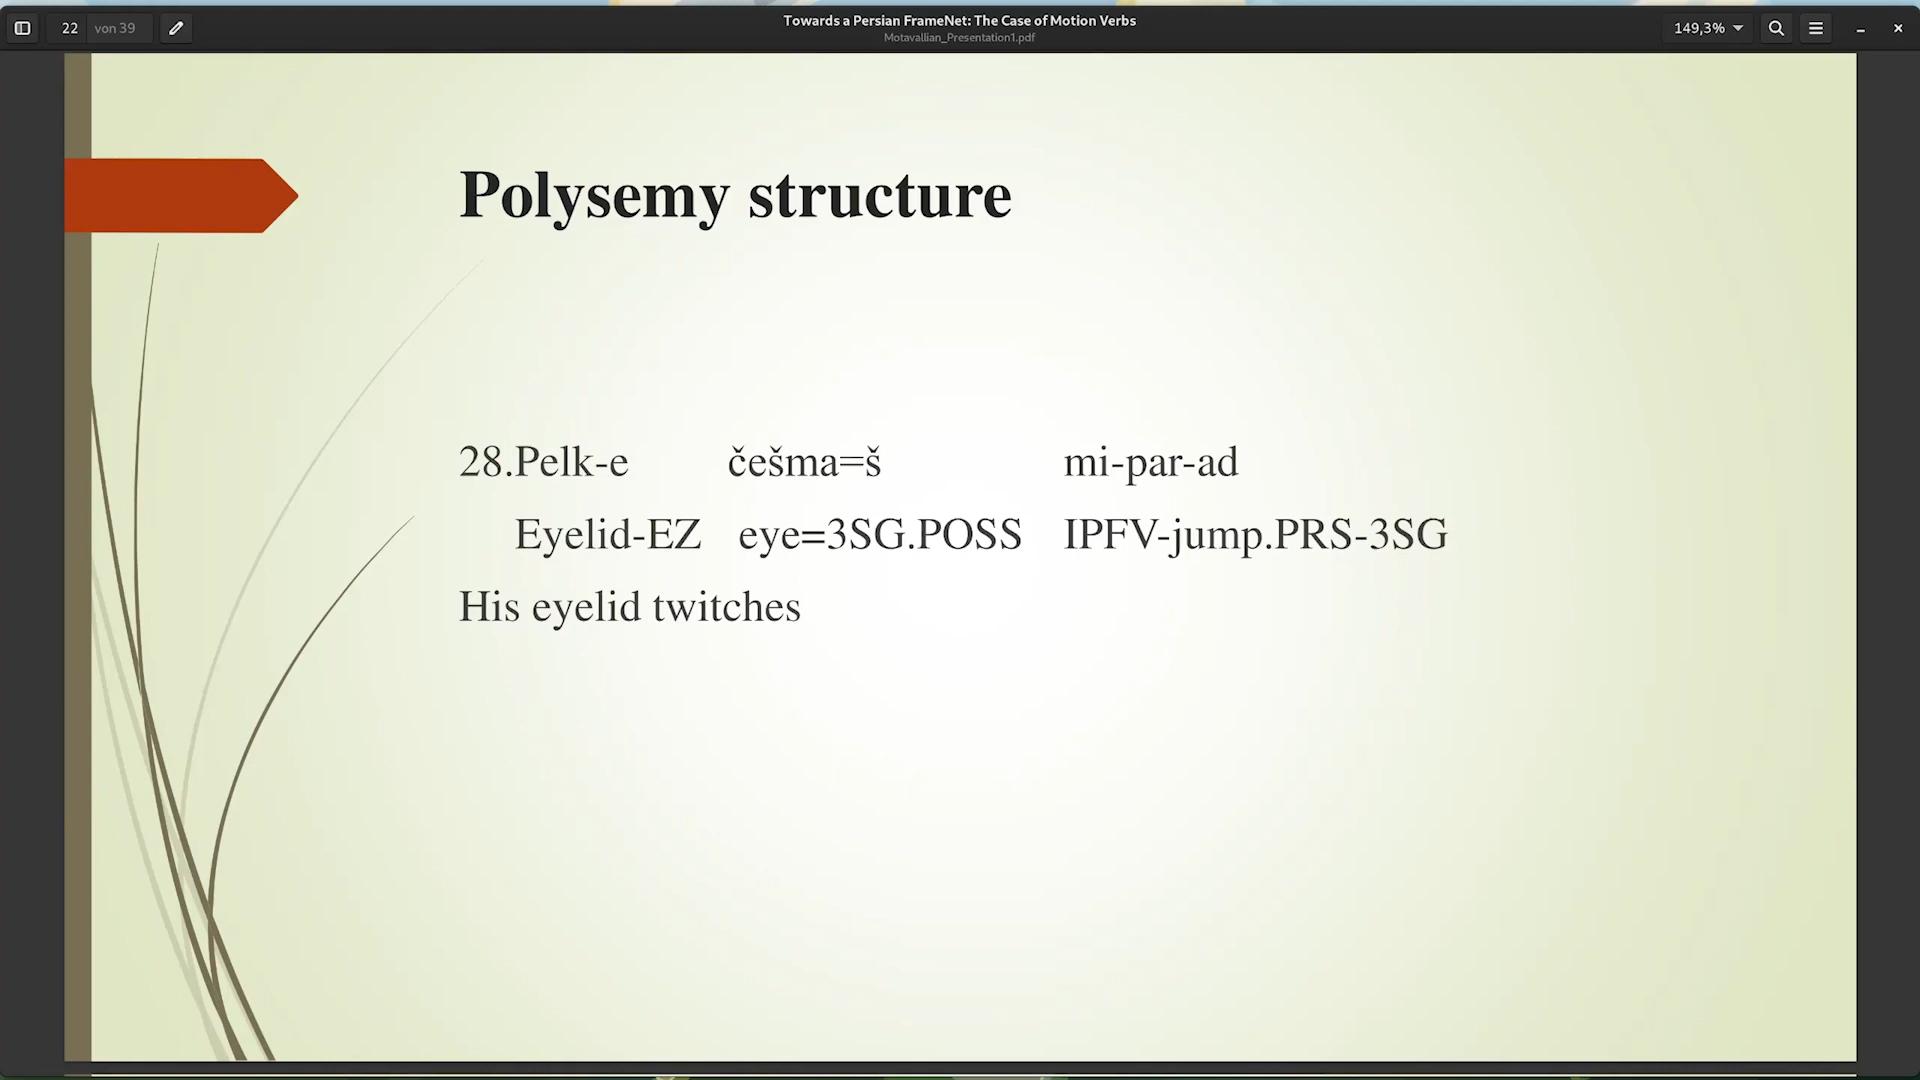 22 von 39
Towards a Persian FrameNet: The Case of Motion Verbs
Motavallian_Presentation1.pdf
149,3%
Polysemy structure
28.Pelk-e češma=š mi-par-ad
Eyelid-EZ eye=3SG.POSS IPFV-jump.PRS-3SG
His eyelid twitches